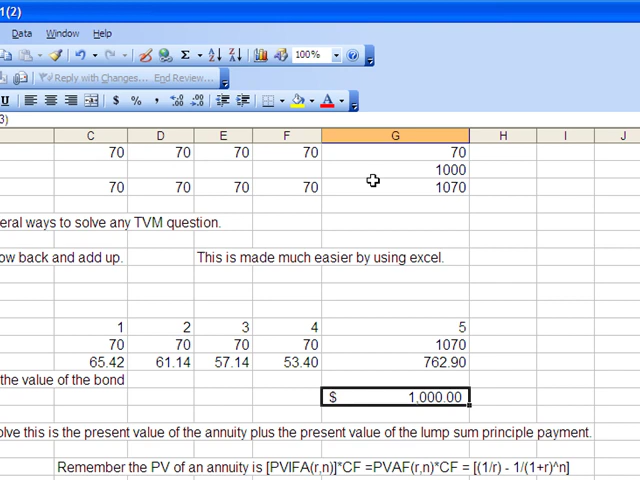 1(2)
Data Window Help
Σ 100%
Reply with Changes... End Review...
U $ % , A
3)
C D E F G H I J
70 70 70 70 70
1000
70 70 70 70 1070
eral ways to solve any TVM question.
ow back and add up. This is made much easier by using excel.
1 2 3 4 5
70 70 70 70 1070
65.42 61.14 57.14 53.40 762.90
the value of the bond
$ 1,000.00
olve this is the present value of the annuity plus the present value of the lump sum principle payment.
Remember the PV of an annuity is [PVIFA(r,n)]*CF =PVAF(r,n)*CF = [(1/r) - 1/(1+r)^n]